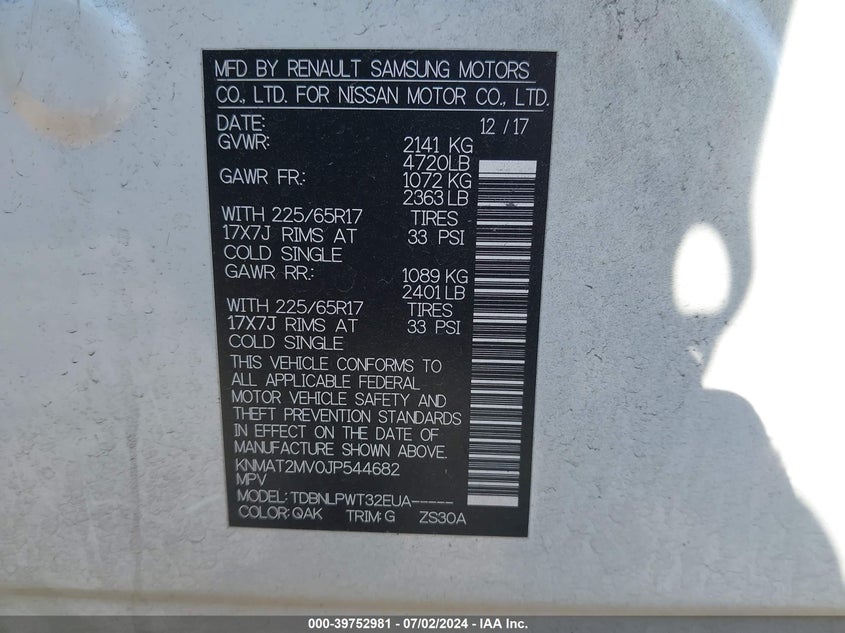 MFD BY RENAULT SAMSUNG MOTORS
CO., LTD. FOR NISSAN MOTOR CO., LTD.
DATE: 12 / 17
GVWR: 2141 KG
4720LB
GAWR FR.: 1072 KG
2363 LB
WITH 225/65R17 TIRES
17X7J RIMS AT 33 PSI
COLD SINGLE
GAWR RR.: 1089 KG
2401 LB
WITH 225/65R17 TIRES
17X7J RIMS AT 33 PSI
COLD SINGLE
THIS VEHICLE CONFORMS TO
ALL APPLICABLE FEDERAL
MOTOR VEHICLE SAFETY AND
THEFT PREVENTION STANDARDS
IN EFFECT ON THE DATE OF
MANUFACTURE SHOWN ABOVE.
KNMAT2MV0JP544682
MPV
MODEL: TDBNLPWT32EUA-----
COLOR: QAK TRIM: G ZS30A
000-39752981 - 07/02/2024 - IAA Inc.